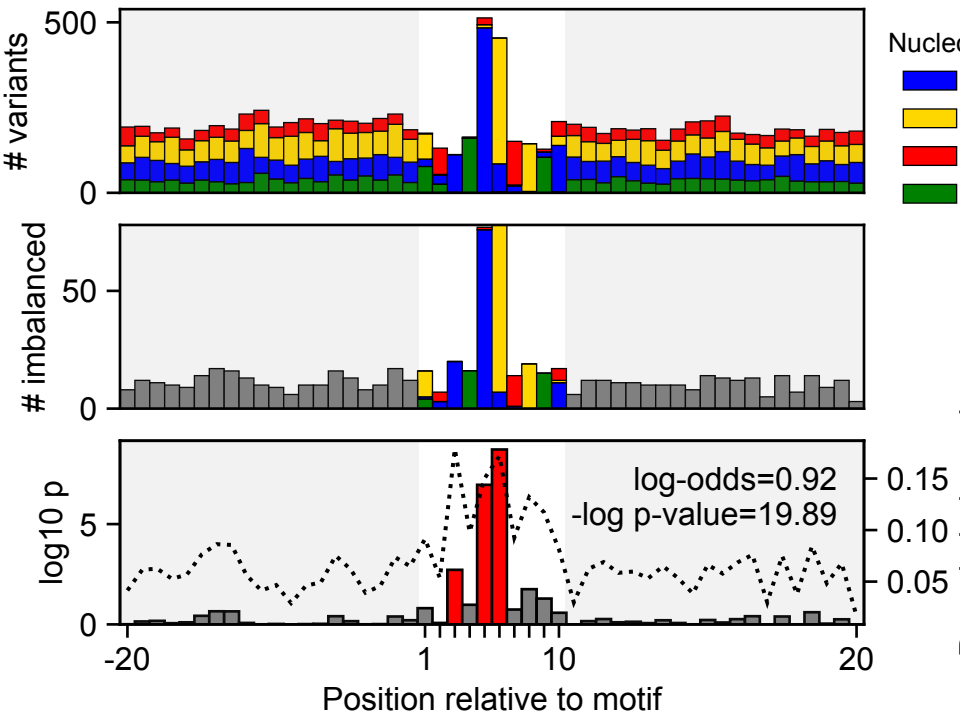 # variants
500
0
Nucleo
# imbalanced
50
0
log10 p
5
0
log-odds=0.92
-log p-value=19.89
0.15
0.10
0.05
-20
1
10
20
Position relative to motif